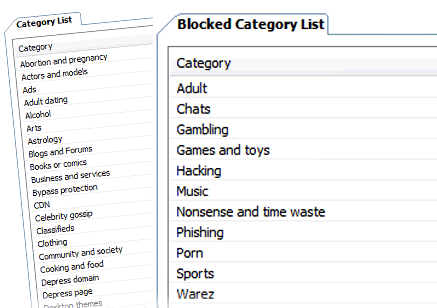 Category List
Category
Abortion and pregnancy
Actors and models
Ads
Adult dating
Alcohol
Arts
Astrology
Blogs and Forums
Books or comics
Business and services
Bypass protection
CDN
Celebrity gossip
Classifieds
Clothing
Community and society
Cooking and food
Depress domain
Depress page
Desktop themes
Blocked Category List
Category
Adult
Chats
Gambling
Games and toys
Hacking
Music
Nonsense and time waste
Phishing
Porn
Sports
Warez